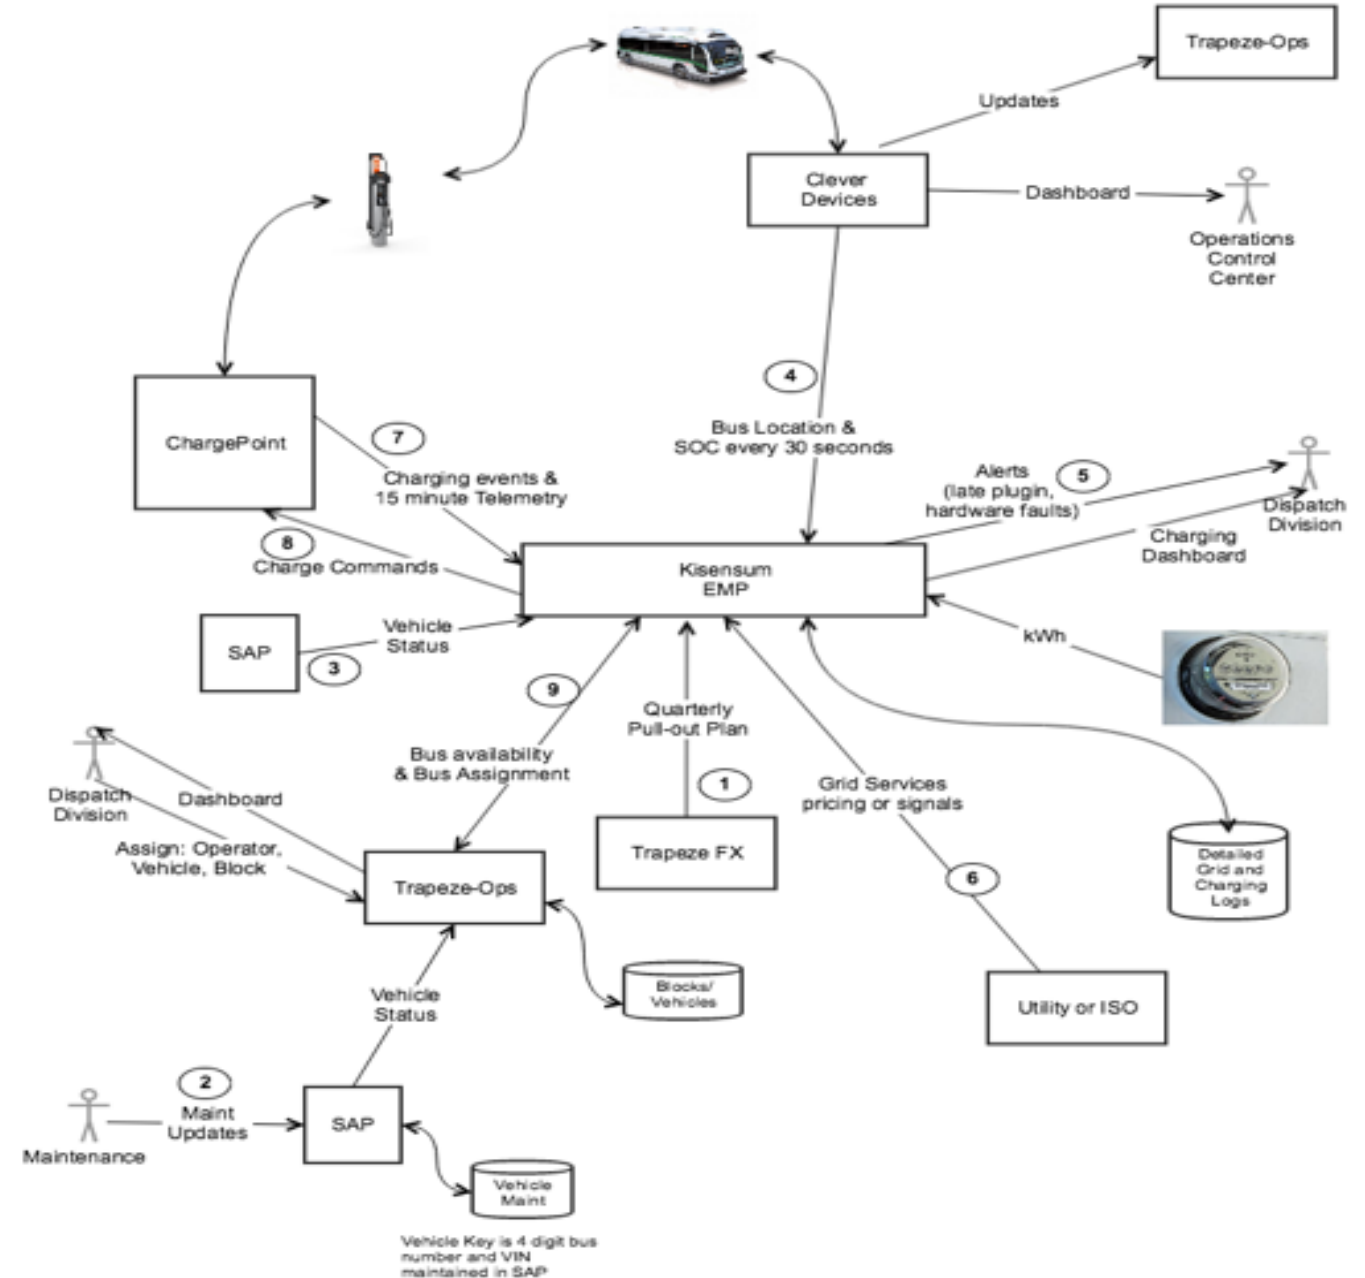 Trapeze-Ops
Updates
Clever
Devices
Dashboard
Operations
Control
Center
4
Bus Location &
SOC every 30 seconds
ChargePoint
7
Charging events &
15 minute Telemetry
Alerts
(late plugin,
hardware faults)
5
Dispatch
Division
Charging
Dashboard
8
Charge Commands
Kisensum
EMP
SAP
Vehicle
Status
3
kWh
9
Bus availability
& Bus Assignment
Quarterly
Pull-out Plan
1
Trapeze FX
Grid Services
pricing or signals
6
Utility or ISO
Detailed
Grid and
Charging
Logs
Dispatch
Division
Dashboard
Assign: Operator,
Vehicle, Block
Trapeze-Ops
Blocks/
Vehicles
Vehicle
Status
2
Maint
Updates
Maintenance
SAP
Vehicle
Maint
Vehicle Key is 4 digit bus
number and VIN
maintained in SAP